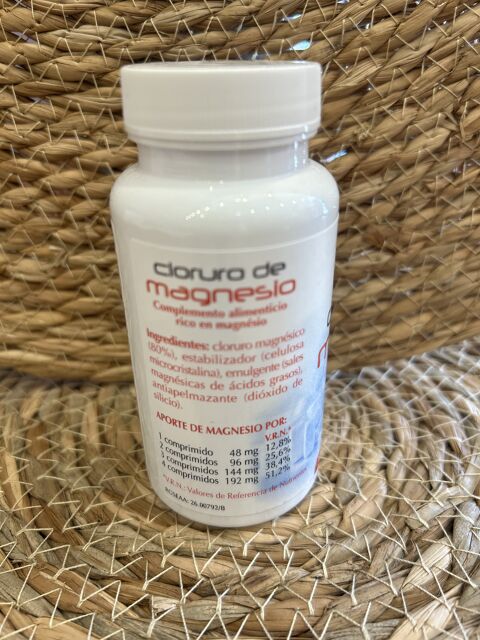 cloruro de
magnesio
Complemento alimenticio
rico en magnésio
Ingredientes: cloruro magnésico
(80%), estabilizador (celulosa
microcristalina), emulgente (sales
magnésicas de ácidos grasos),
antiapelmazante (dióxido de
silicio).
APORTE DE MAGNESIO POR:
V.R.N.*
1 comprimido 48 mg 12,8%
2 comprimidos 96 mg 25,6%
3 comprimidos 144 mg 38,4%
4 comprimidos 192 mg 51,2%
*V.R.N.: Valores de Referencia de Nutrientes
RGSEAA: 26.00792/B